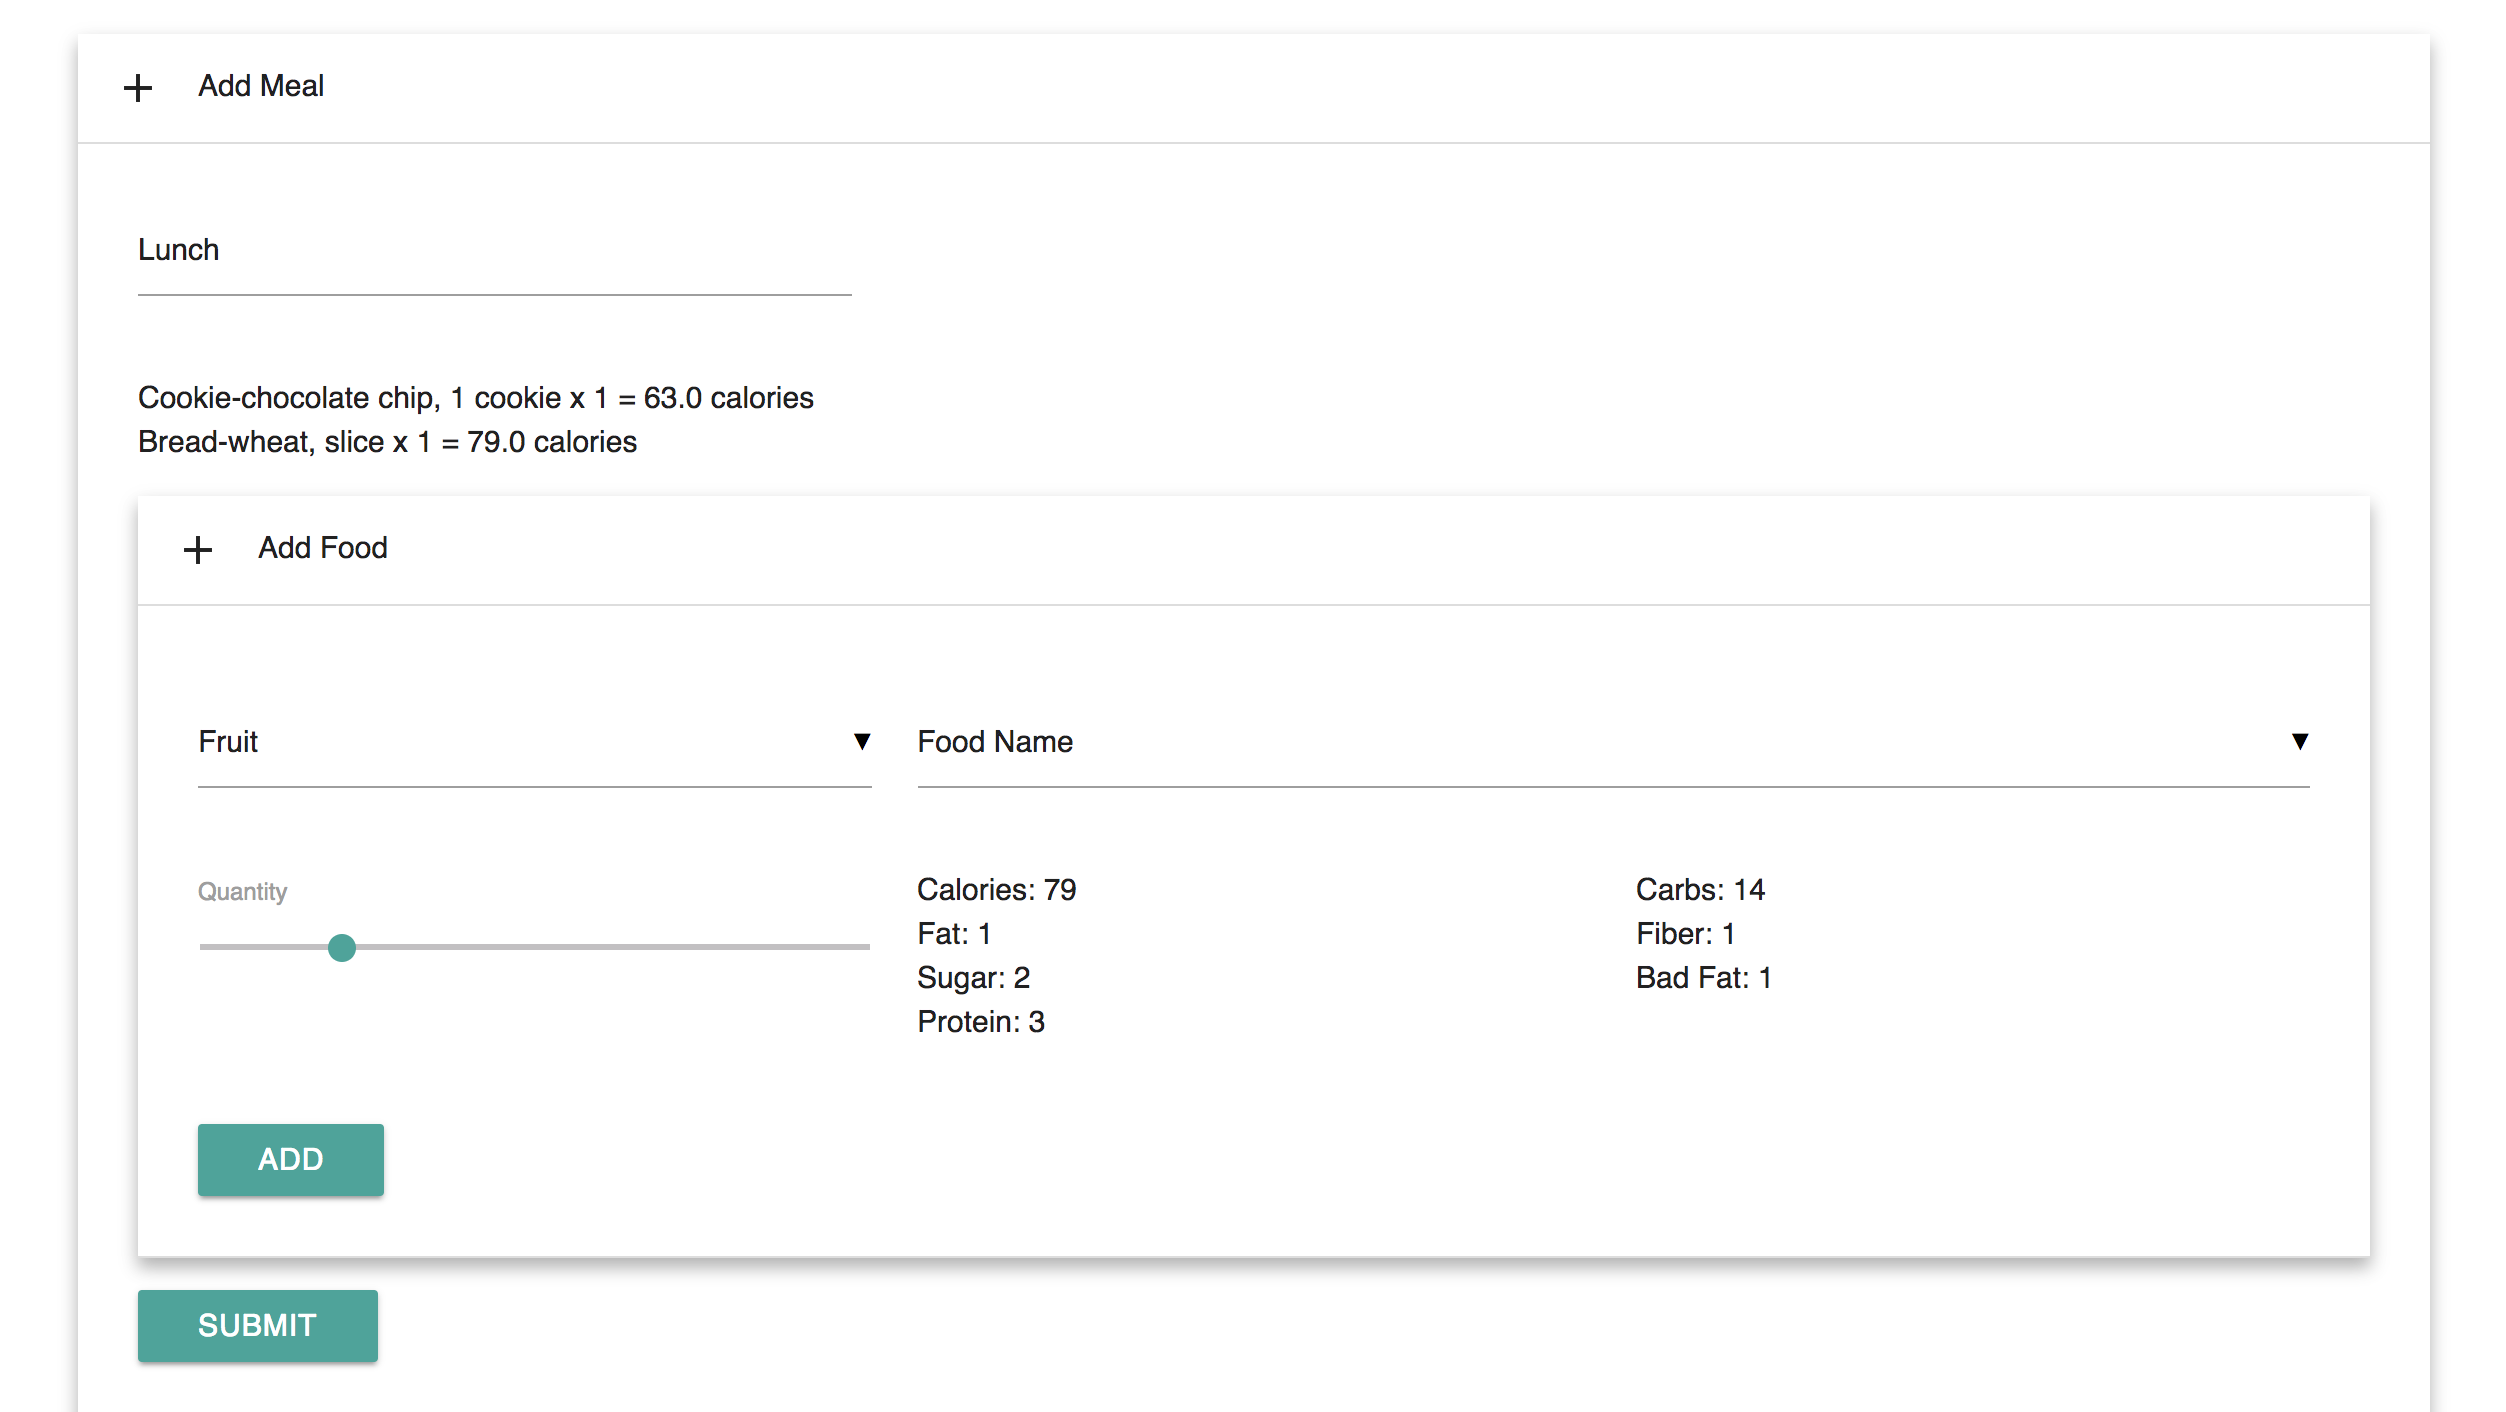 Add Meal
Lunch
Cookie-chocolate chip, 1 cookie x 1 = 63.0 calories
Bread-wheat, slice x 1 = 79.0 calories
Add Food
Fruit
Food Name
Quantity
Calories: 79
Fat: 1
Sugar: 2
Protein: 3
Carbs: 14
Fiber: 1
Bad Fat: 1
ADD
SUBMIT